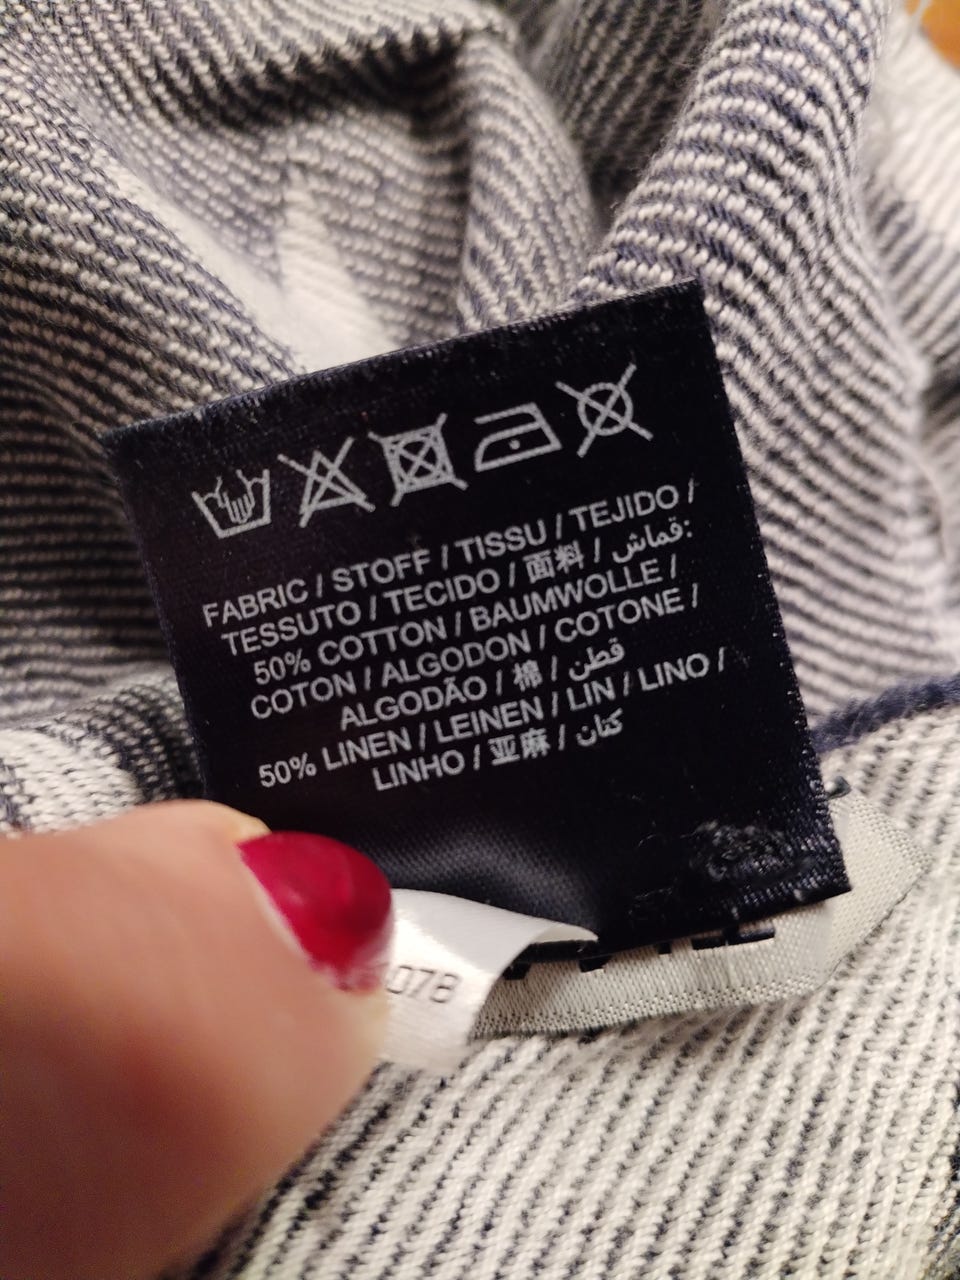 FABRIC / STOFF / TISSU / TEJIDO /
TESSUTO / TECIDO / 面料 / قماش:
50% COTTON / BAUMWOLLE /
COTON / ALGODON / COTONE /
ALGODÃO / 棉 / قطن
50% LINEN / LEINEN / LIN / LINO /
LINHO / 亚麻 / كتان
078